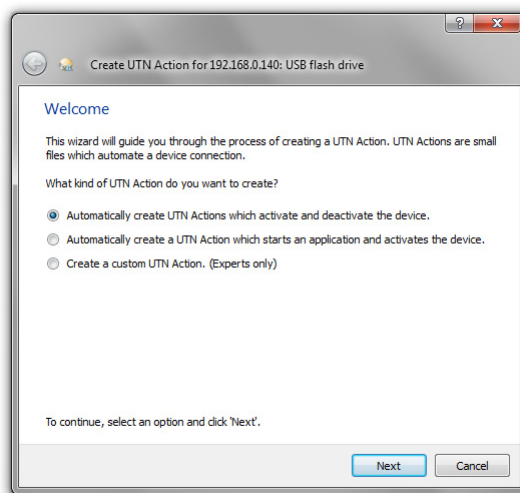 Create UTN Action for 192.168.0.140: USB flash drive
Welcome
This wizard will guide you through the process of creating a UTN Action. UTN Actions are small
files which automate a device connection.
What kind of UTN Action do you want to create?
Automatically create UTN Actions which activate and deactivate the device.
Automatically create a UTN Action which starts an application and activates the device.
Create a custom UTN Action. (Experts only)
To continue, select an option and click 'Next'.
Next Cancel